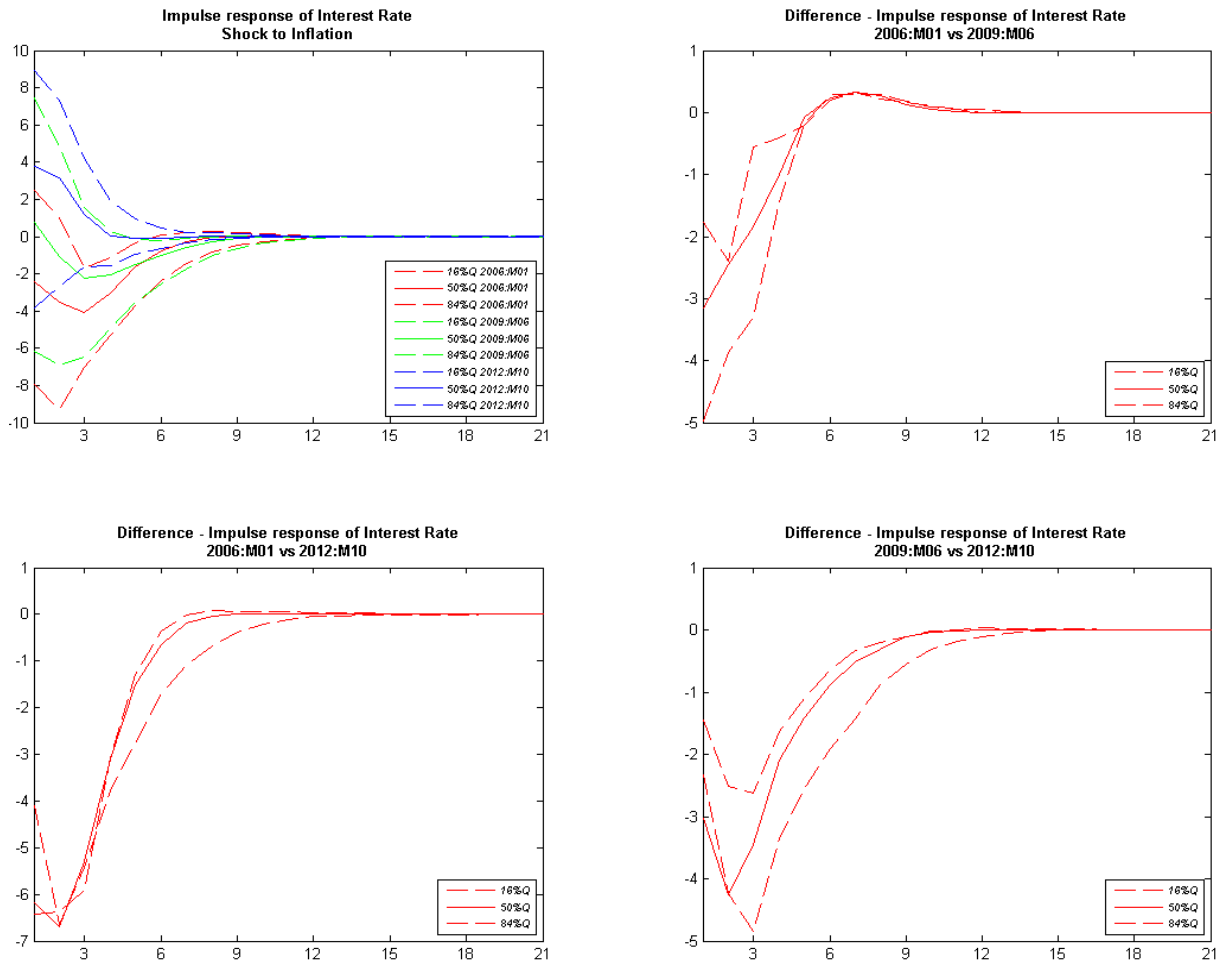 Impulse response of Interest Rate
Shock to Inflation
10
8
6
4
2
0
-2
-4
-6
-8
-10
3 6 9 12 15 18 21
16%Q 2006:M01
50%Q 2006:M01
84%Q 2006:M01
16%Q 2009:M06
50%Q 2009:M06
84%Q 2009:M06
16%Q 2012:M10
50%Q 2012:M10
84%Q 2012:M10
Difference - Impulse response of Interest Rate
2006:M01 vs 2009:M06
1
0
-1
-2
-3
-4
-5
3 6 9 12 15 18 21
16%Q
50%Q
84%Q
Difference - Impulse response of Interest Rate
2006:M01 vs 2012:M10
1
0
-1
-2
-3
-4
-5
-6
-7
3 6 9 12 15 18 21
16%Q
50%Q
84%Q
Difference - Impulse response of Interest Rate
2009:M06 vs 2012:M10
1
0
-1
-2
-3
-4
-5
3 6 9 12 15 18 21
16%Q
50%Q
84%Q